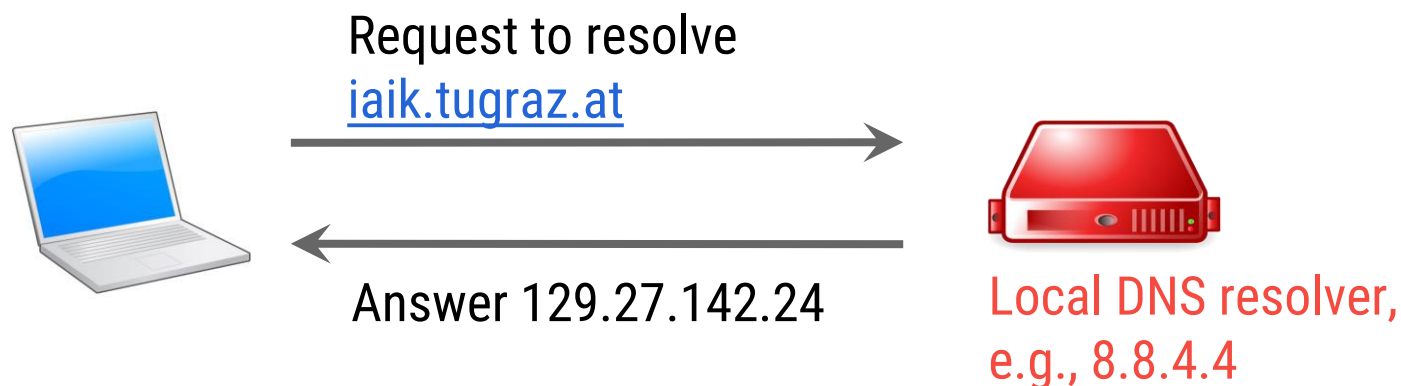 Request to resolve
iaik.tugraz.at
Answer 129.27.142.24
Local DNS resolver,
e.g., 8.8.4.4